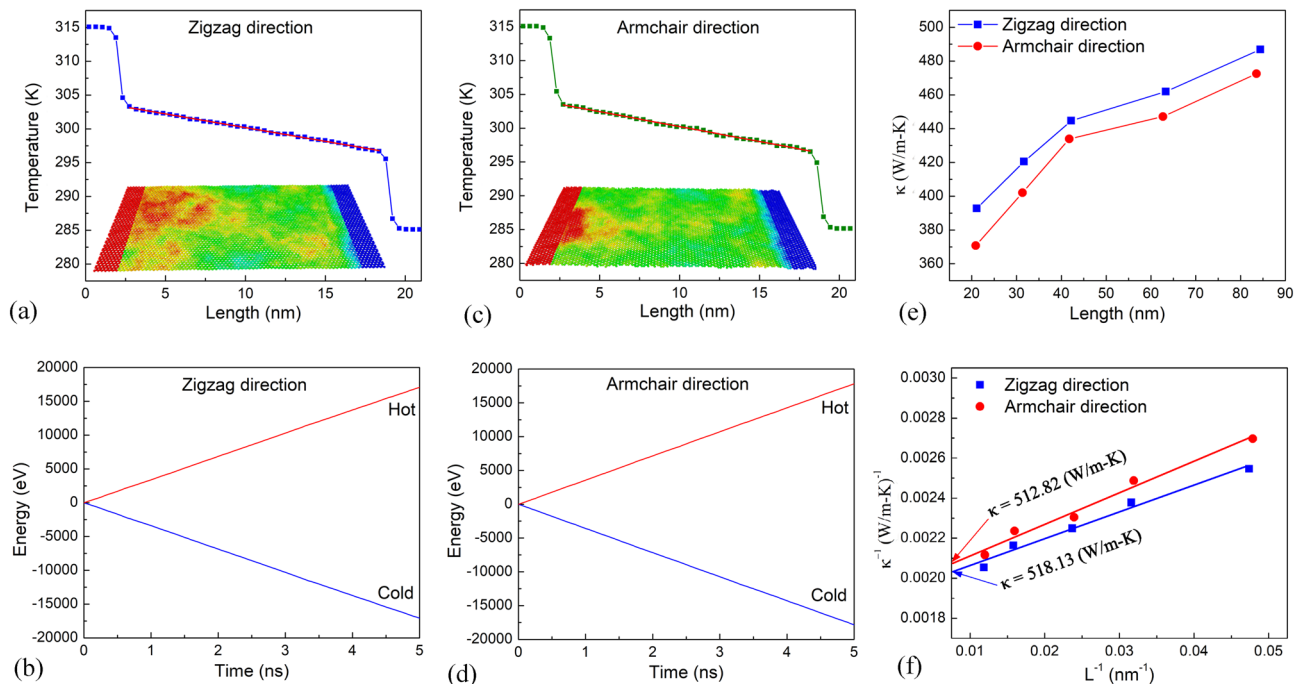 Zigzag direction
Temperature (K)
315
310
305
300
295
290
285
280
0 5 10 15 20
Length (nm)
(a)
Armchair direction
Temperature (K)
315
310
305
300
295
290
285
280
0 5 10 15 20
Length (nm)
(c)
Zigzag direction
Armchair direction
κ (W/m-K)
490
480
460
440
420
400
380
360
20 30 40 50 60 70 80 90
Length (nm)
(e)
Zigzag direction
Hot
Cold
Energy (eV)
20000
15000
10000
5000
0
-5000
-10000
-15000
-20000
0 1 2 3 4 5
Time (ns)
(b)
Armchair direction
Hot
Cold
Energy (eV)
20000
15000
10000
5000
0
-5000
-10000
-15000
-20000
0 1 2 3 4 5
Time (ns)
(d)
Zigzag direction
Armchair direction
κ = 512.82 (W/m-K)
κ = 518.13 (W/m-K)
κ⁻¹ (W/m-K)⁻¹
0.0030
0.0028
0.0026
0.0024
0.0022
0.0020
0.0018
0.01 0.02 0.03 0.04 0.05
L⁻¹ (nm⁻¹)
(f)